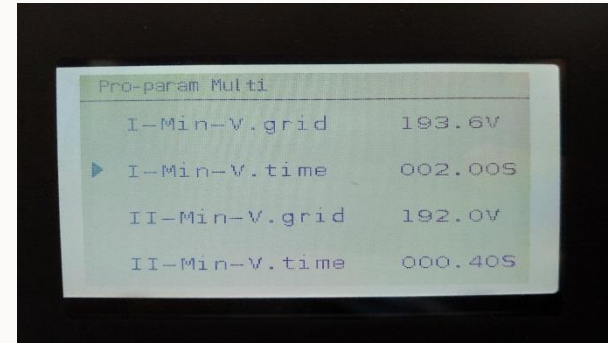 Pro-param Multi
I-Min-V.grid 193.6V
I-Min-V.time 002.00S
II-Min-V.grid 192.0V
II-Min-V.time 000.40S